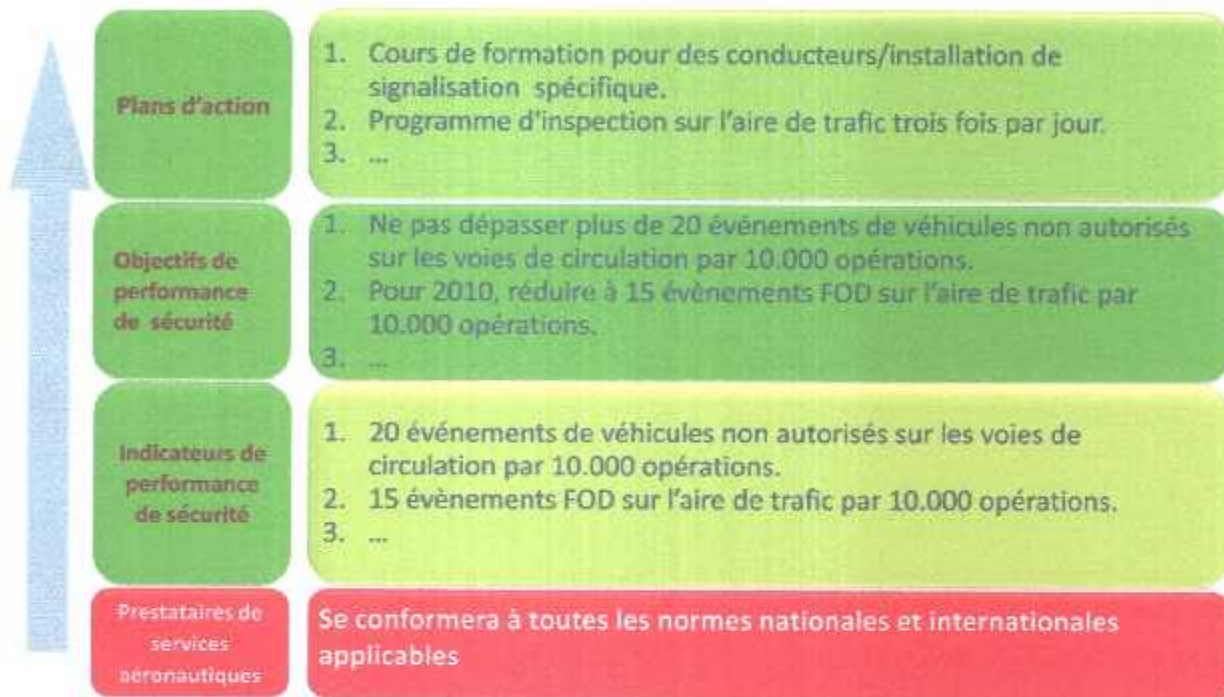 Plans d'action
1. Cours de formation pour des conducteurs/installation de
signalisation spécifique.
2. Programme d'inspection sur l'aire de trafic trois fois par jour.
3. ...
Objectifs de
performance
de sécurité
1. Ne pas dépasser plus de 20 événements de véhicules non autorisés
sur les voies de circulation par 10.000 opérations.
2. Pour 2010, réduire à 15 évènements FOD sur l'aire de trafic par
10.000 opérations.
3. ...
Indicateurs de
performance
de sécurité
1. 20 événements de véhicules non autorisés sur les voies de
circulation par 10.000 opérations.
2. 15 évènements FOD sur l'aire de trafic par 10.000 opérations.
3. ...
Prestataires de
services
aéronautiques
Se conformera à toutes les normes nationales et internationales
applicables